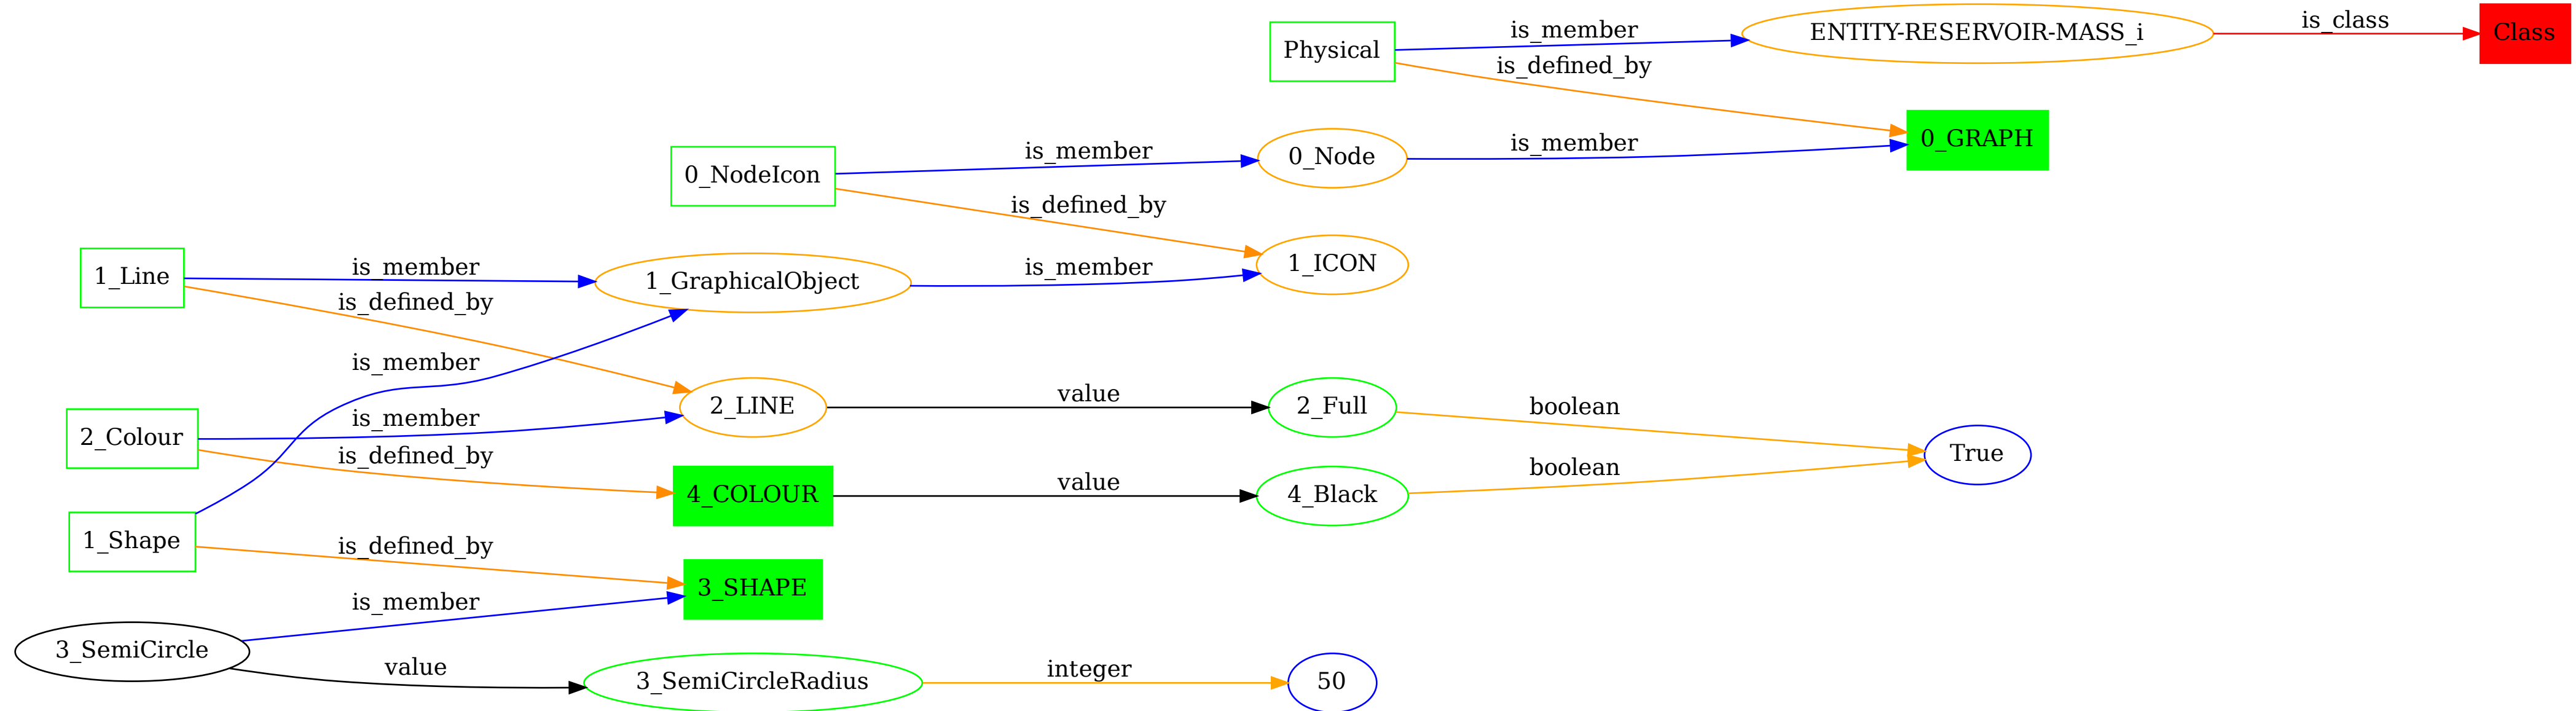 Physical
is_member
ENTITY-RESERVOIR-MASS_i
is_class
Class
is_defined_by
0_GRAPH
0_NodeIcon
is_member
0_Node
is_member
is_defined_by
1_ICON
1_Line
is_member
1_GraphicalObject
is_member
is_defined_by
is_member
2_Colour
is_member
2_LINE
value
2_Full
boolean
True
is_defined_by
4_COLOUR
value
4_Black
boolean
1_Shape
is_defined_by
3_SHAPE
is_member
3_SemiCircle
value
3_SemiCircleRadius
integer
50